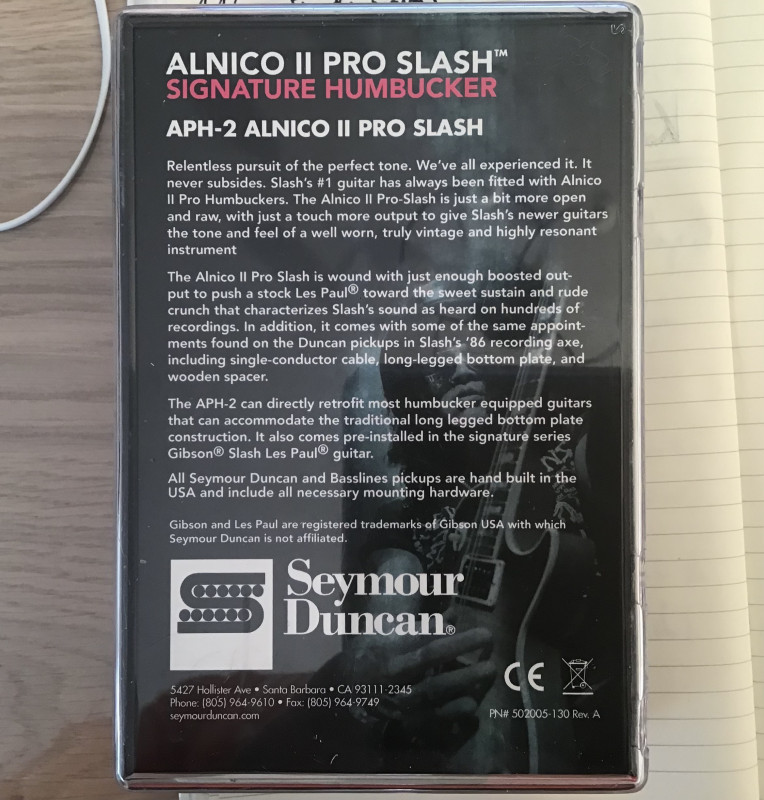 ALNICO II PRO SLASH™
SIGNATURE HUMBUCKER
APH-2 ALNICO II PRO SLASH
Relentless pursuit of the perfect tone. We've all experienced it. It
never subsides. Slash's #1 guitar has always been fitted with Alnico
II Pro Humbuckers. The Alnico II Pro-Slash is just a bit more open
and raw, with just a touch more output to give Slash's newer guitars
the tone and feel of a well worn, truly vintage and highly resonant
instrument
The Alnico II Pro Slash is wound with just enough boosted out-
put to push a stock Les Paul® toward the sweet sustain and rude
crunch that characterizes Slash's sound as heard on hundreds of
recordings. In addition, it comes with some of the same appoint-
ments found on the Duncan pickups in Slash's '86 recording axe,
including single-conductor cable, long-legged bottom plate, and
wooden spacer.
The APH-2 can directly retrofit most humbucker equipped guitars
that can accommodate the traditional long legged bottom plate
construction. It also comes pre-installed in the signature series
Gibson® Slash Les Paul® guitar.
All Seymour Duncan and Basslines pickups are hand built in the
USA and include all necessary mounting hardware.
Gibson and Les Paul are registered trademarks of Gibson USA with which
Seymour Duncan is not affiliated.
Seymour
Duncan®
CE
5427 Hollister Ave • Santa Barbara • CA 93111-2345
Phone: (805) 964-9610 • Fax: (805) 964-9749
seymourduncan.com
PN# 502005-130 Rev. A